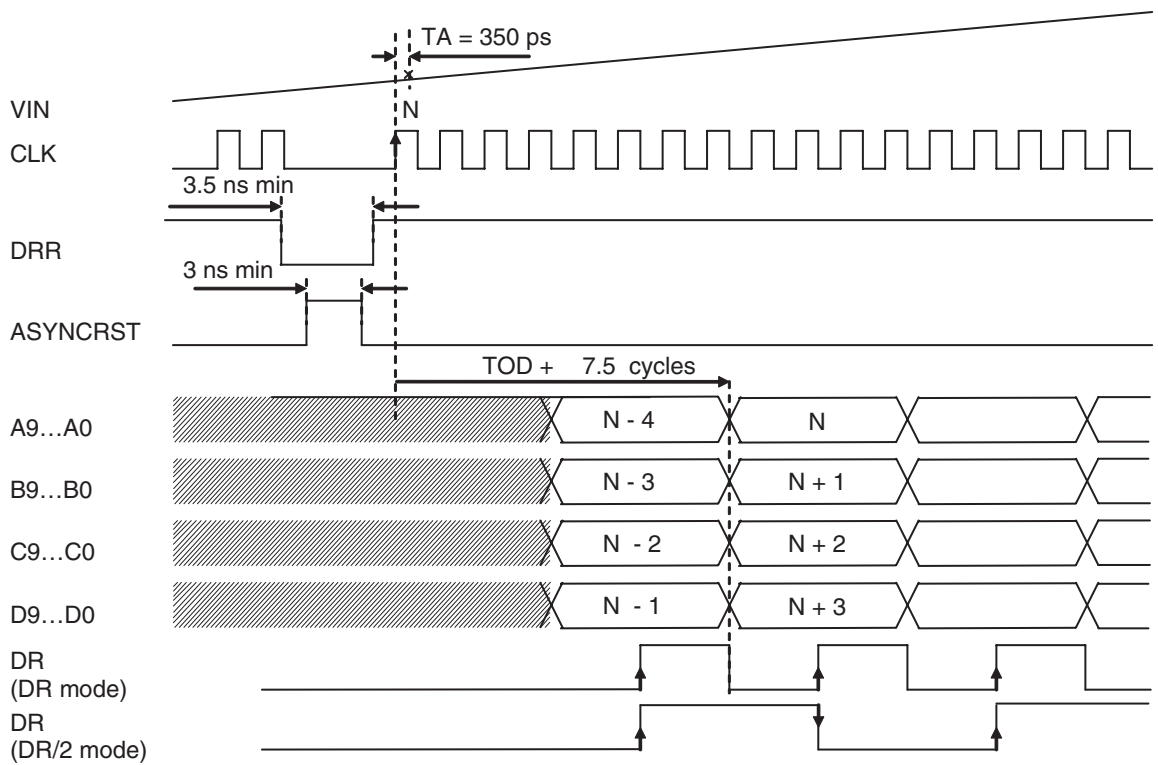 TA = 350 ps
VIN
N
CLK
3.5 ns min
DRR
3 ns min
ASYNCRST
TOD + 7.5 cycles
A9...A0 N - 4 N
B9...B0 N - 3 N + 1
C9...C0 N - 2 N + 2
D9...D0 N - 1 N + 3
DR
(DR mode)
DR
(DR/2 mode)